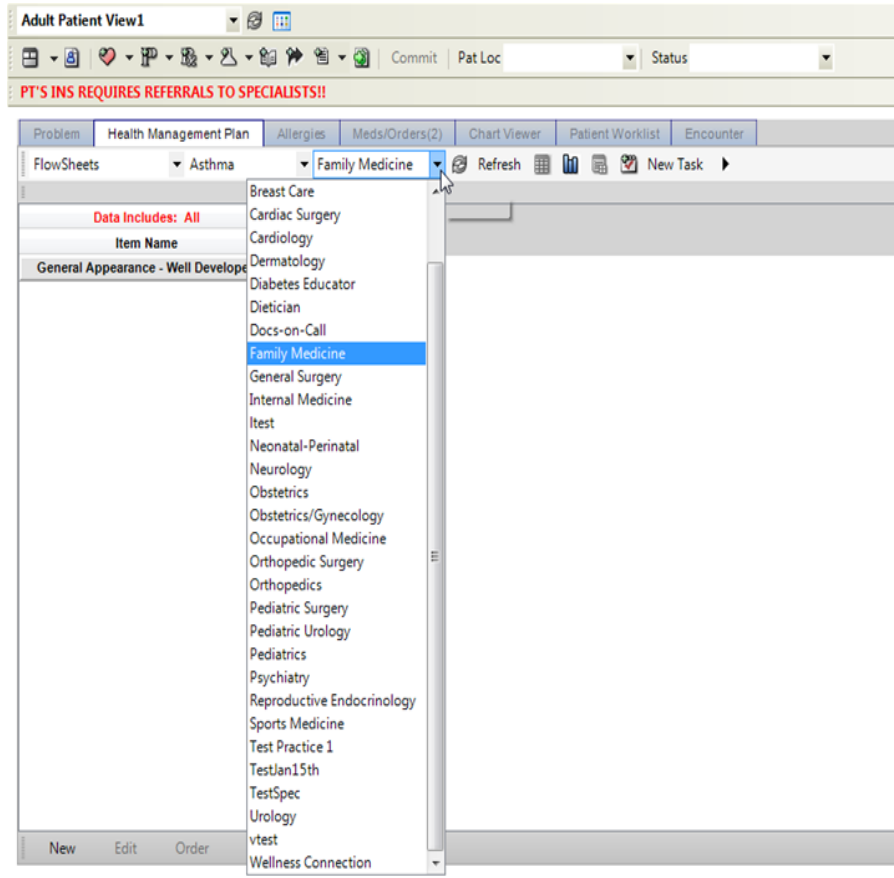 Adult Patient View1
Commit Pat Loc Status
PT'S INS REQUIRES REFERRALS TO SPECIALISTS!!
Problem Health Management Plan Allergies Meds/Orders(2) Chart Viewer Patient Worklist Encounter
FlowSheets Asthma Family Medicine Refresh New Task
Data Includes: All
Item Name
General Appearance - Well Develope
Breast Care
Cardiac Surgery
Cardiology
Dermatology
Diabetes Educator
Dietician
Docs-on-Call
Family Medicine
General Surgery
Internal Medicine
Itest
Neonatal-Perinatal
Neurology
Obstetrics
Obstetrics/Gynecology
Occupational Medicine
Orthopedic Surgery
Orthopedics
Pediatric Surgery
Pediatric Urology
Pediatrics
Psychiatry
Reproductive Endocrinology
Sports Medicine
Test Practice 1
TestJan15th
TestSpec
Urology
vtest
Wellness Connection
New Edit Order